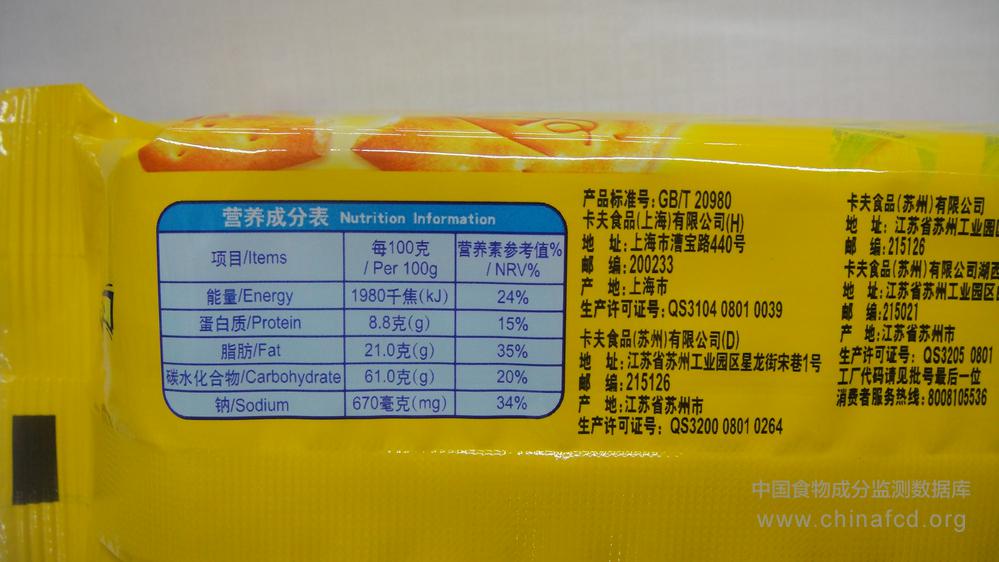 营养成分表 Nutrition Information
项目/Items 每100克/ Per 100g 营养素参考值%/ NRV%
能量/Energy 1980千焦(kJ) 24%
蛋白质/Protein 8.8克(g) 15%
脂肪/Fat 21.0克(g) 35%
碳水化合物/Carbohydrate 61.0克(g) 20%
钠/Sodium 670毫克(mg) 34%
产品标准号:GB/T 20980
卡夫食品(上海)有限公司(H)
地 址:上海市漕宝路440号
邮 编:200233
产 地:上海市
生产许可证号:QS3104 0801 0039
卡夫食品(苏州)有限公司(D)
地 址:江苏省苏州工业园区星龙街宋巷1号
邮 编:215126
产 地:江苏省苏州市
生产许可证号:QS3200 0801 0264
卡夫食品(苏州)有限公司
地 址:江苏省苏州工业园
邮 编:215126
卡夫食品(苏州)有限公司湖西
地 址:江苏省苏州工业园区
邮 编:215021
产 地:江苏省苏州市
生产许可证号:QS3205 0801
工厂代码请见批号最后一位
消费者服务热线:8008105536
中国食物成分监测数据库
www.chinafcd.org